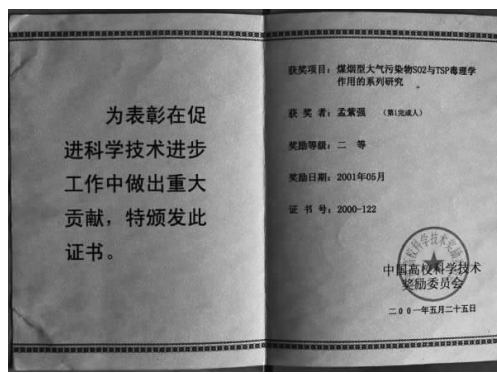 为表彰在促
进科学技术进步
工作中做出重大
贡献，特颁发此
证书。
获奖项目：煤烟型大气污染物SO2与TSP毒理学
作用的系列研究
获 奖 者：孟紫强 （第1完成人）
奖励等级：二 等
奖励日期：2001年05月
证 书 号：2000-122
中国高校科学技术
奖励委员会
二００一年五月二十五日